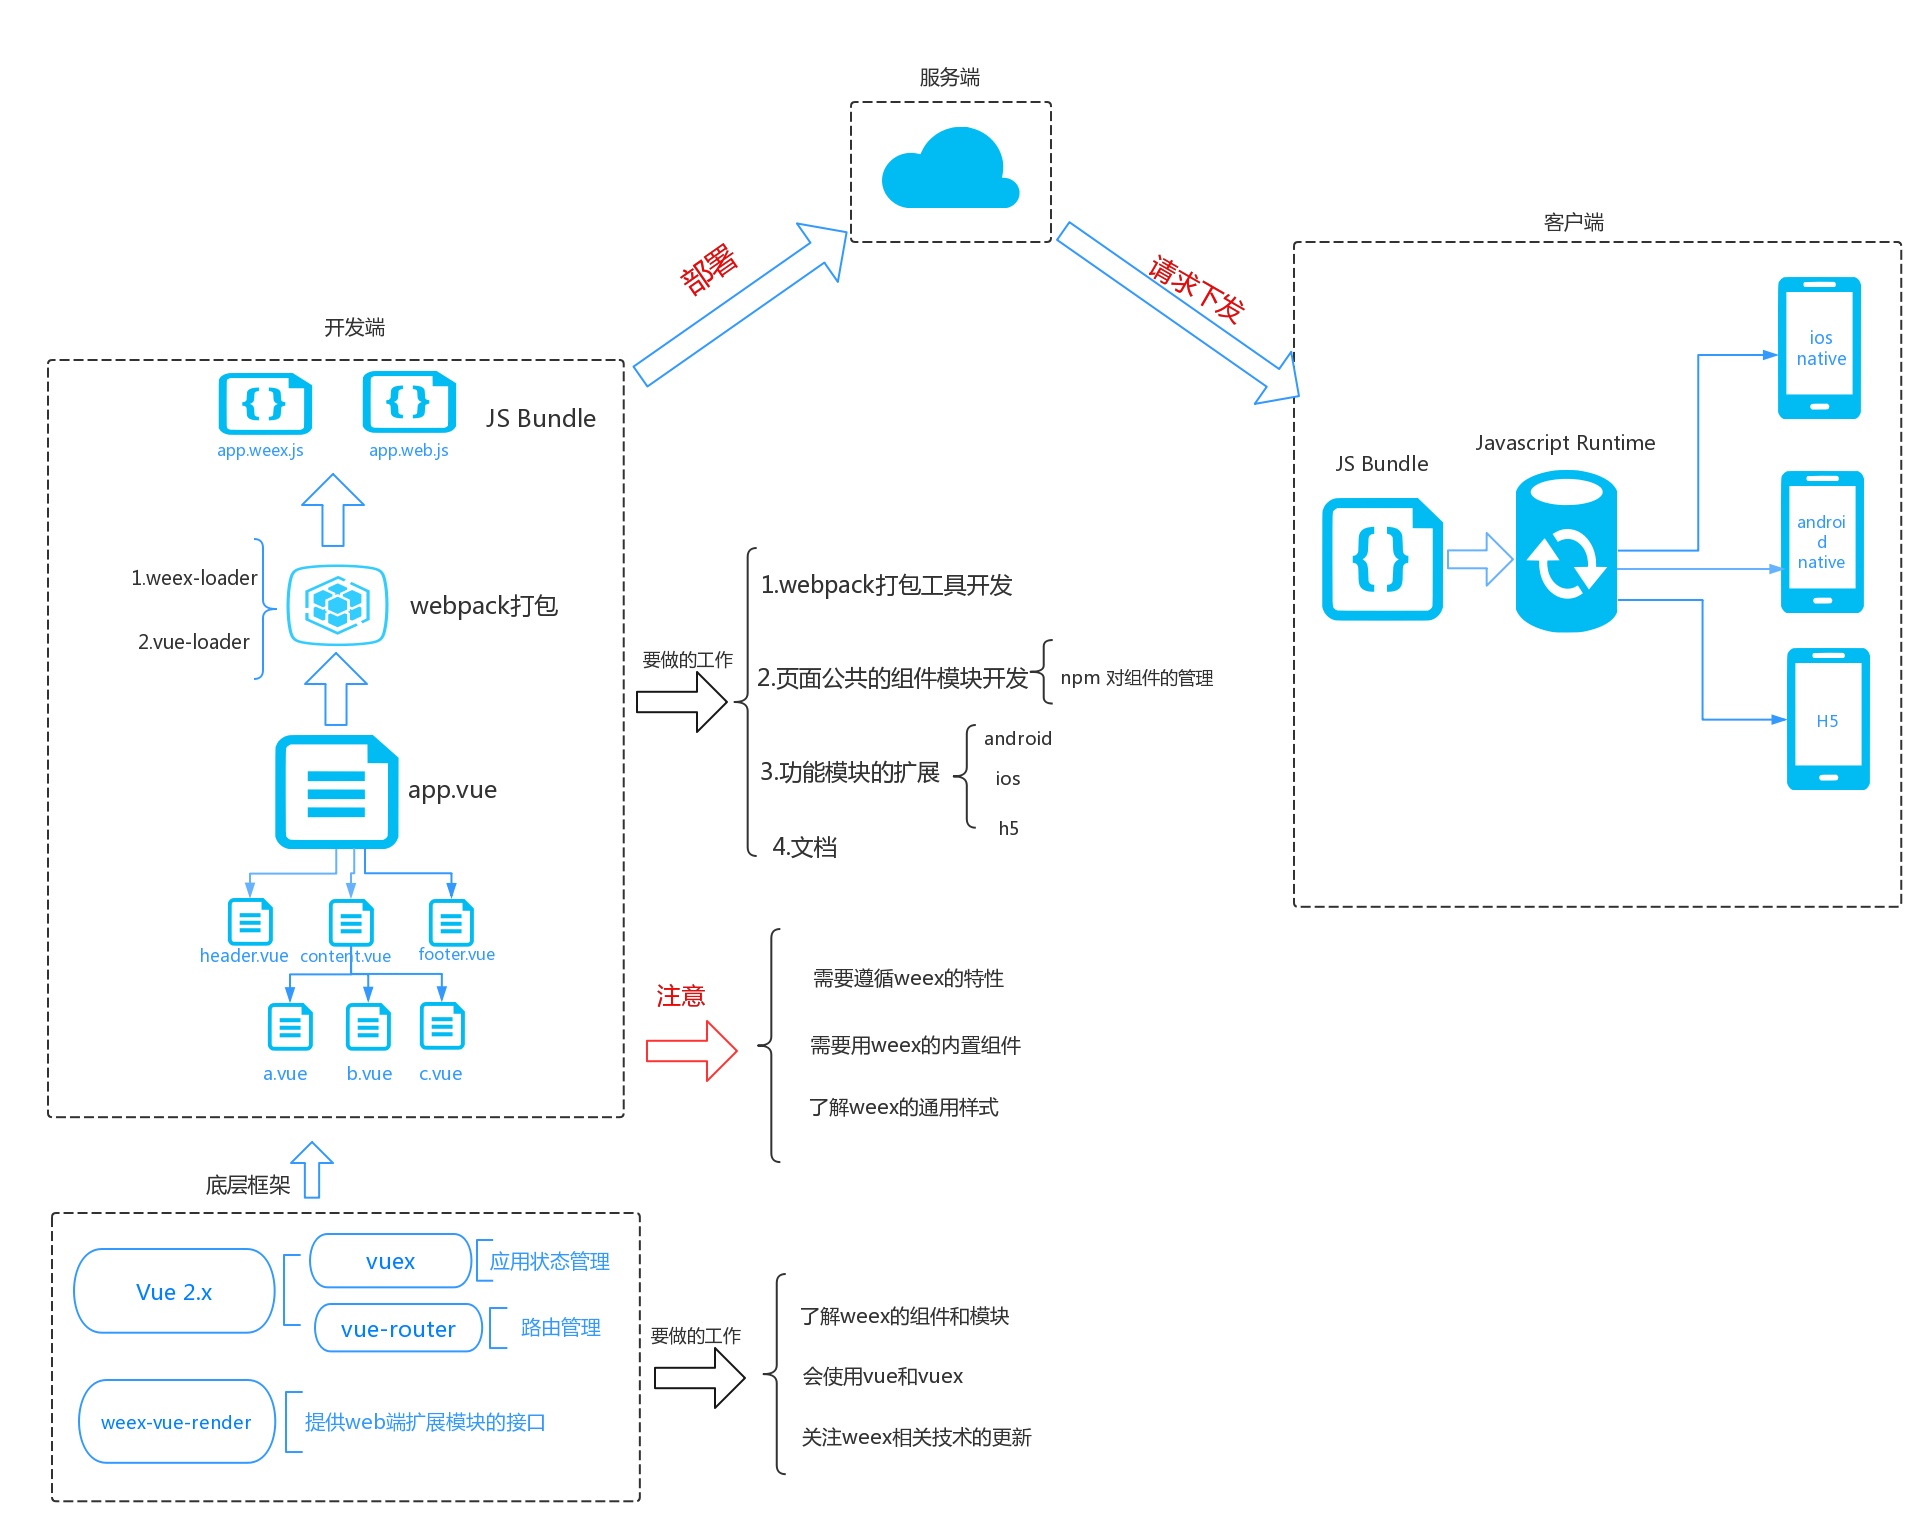 服务端
部署
请求下发
开发端
app.weex.js
app.web.js
JS Bundle
1.weex-loader
2.vue-loader
webpack打包
app.vue
header.vue
content.vue
footer.vue
a.vue
b.vue
c.vue
要做的工作
1.webpack打包工具开发
2.页面公共的组件模块开发
npm 对组件的管理
3.功能模块的扩展
android
ios
h5
4.文档
注意
需要遵循weex的特性
需要用weex的内置组件
了解weex的通用样式
客户端
JS Bundle
Javascript Runtime
ios
native
androi
d
native
H5
底层框架
Vue 2.x
vuex
应用状态管理
vue-router
路由管理
weex-vue-render
提供web端扩展模块的接口
要做的工作
了解weex的组件和模块
会使用vue和vuex
关注weex相关技术的更新